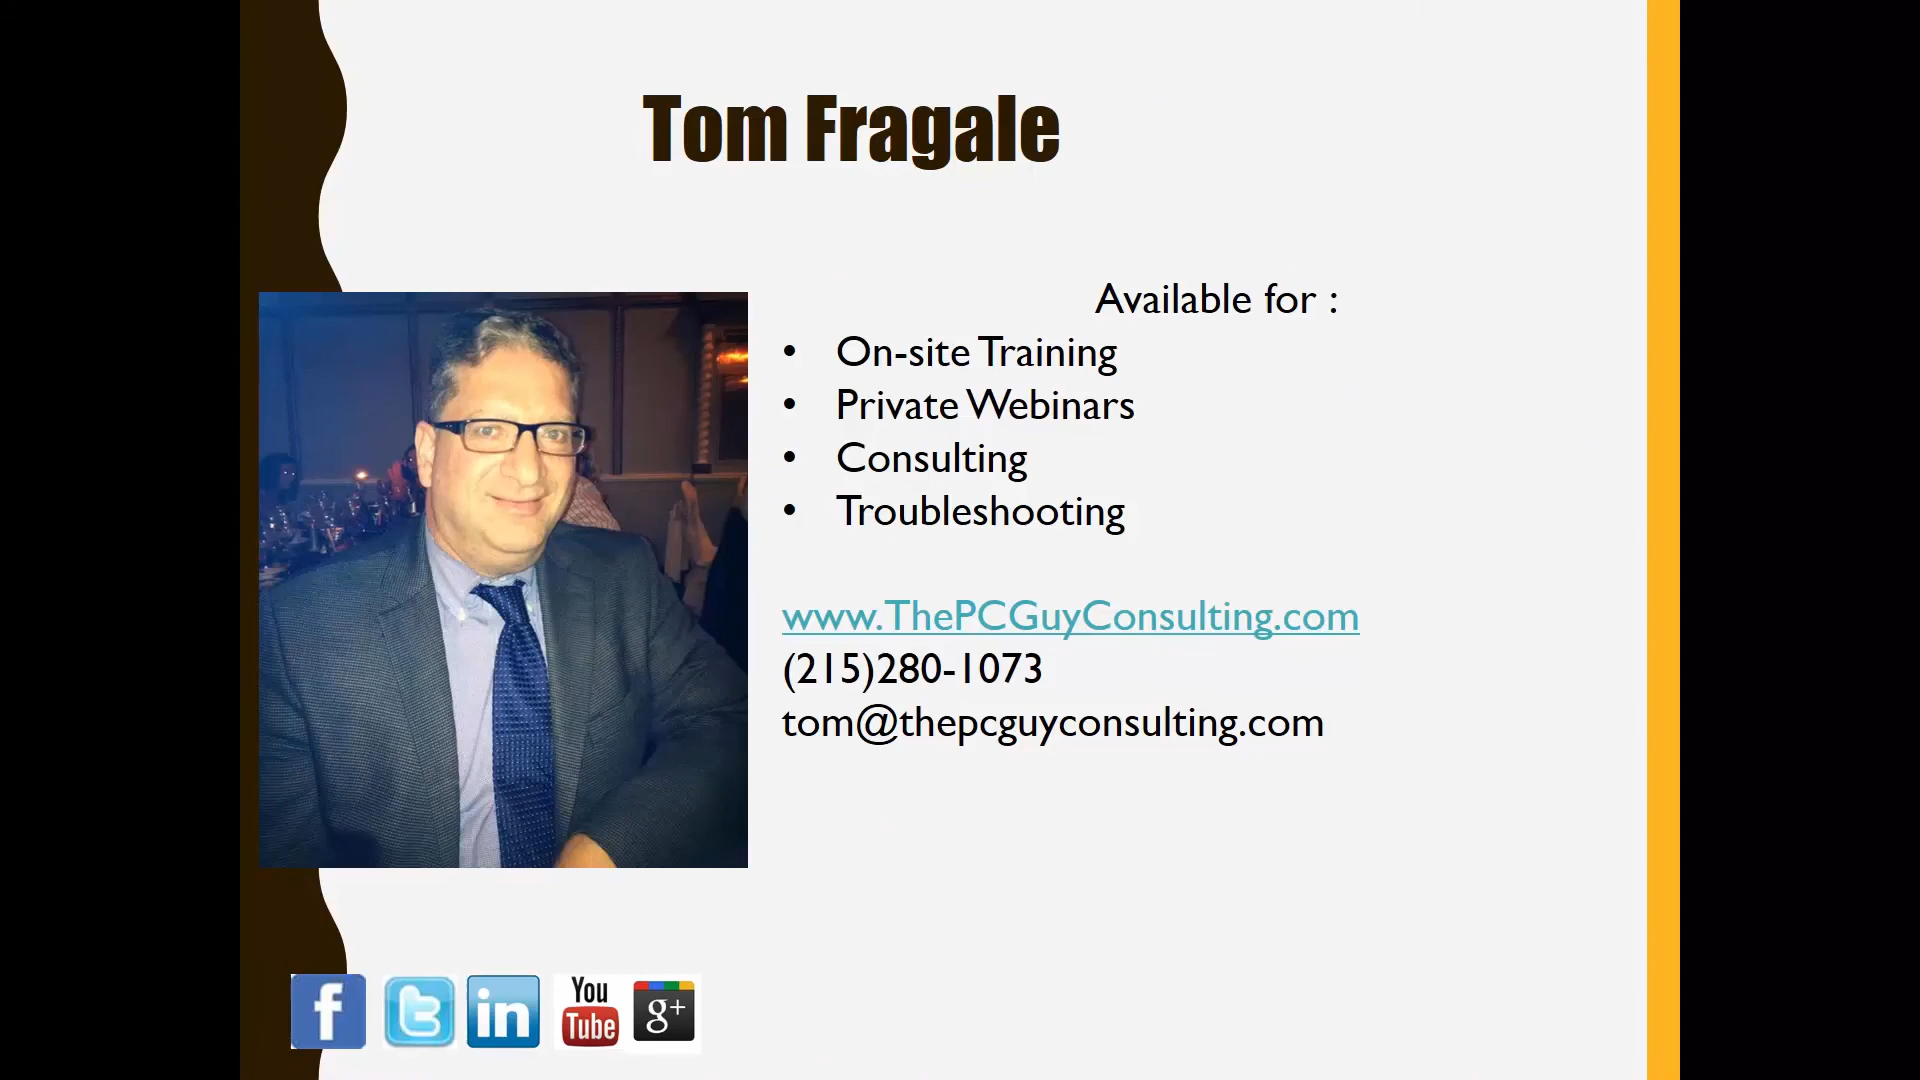 Tom Fragale
Available for :
• On-site Training
• Private Webinars
• Consulting
• Troubleshooting
www.ThePCGuyConsulting.com
(215)280-1073
tom@thepcguyconsulting.com
f
t
in
You
Tube
g+